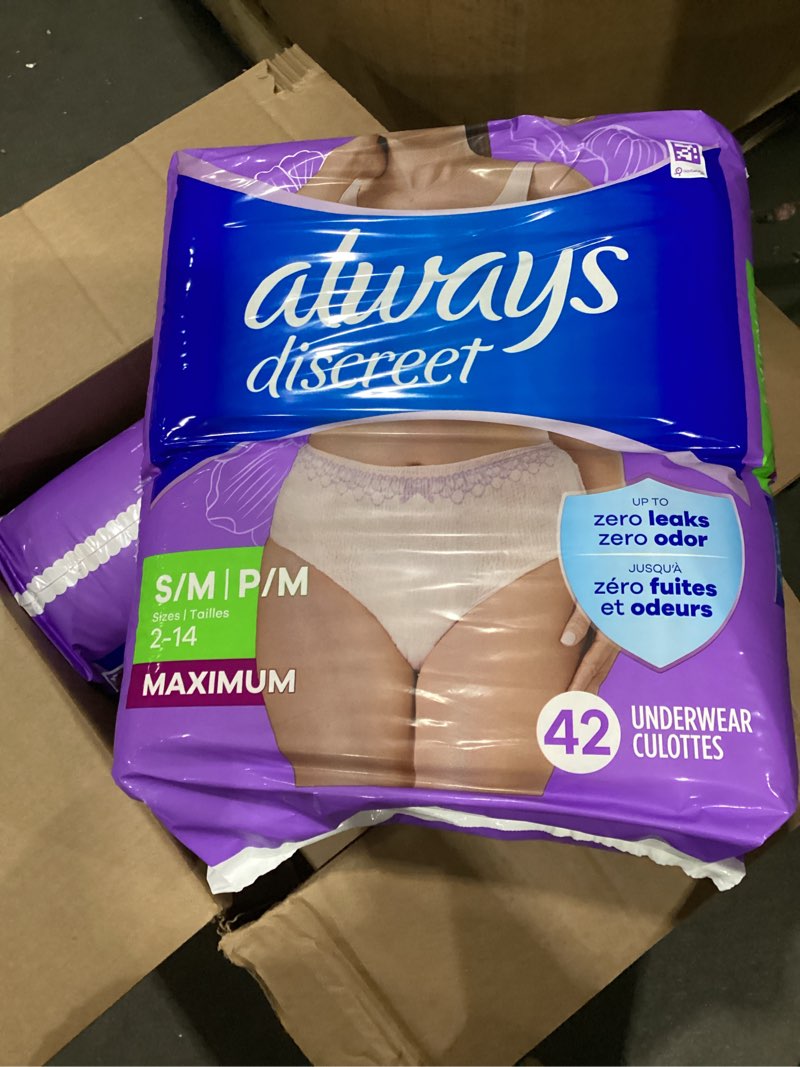 always
discreet
UP TO
zero leaks
zero odor
JUSQU'À
zéro fuites
et odeurs
S/M | P/M
Sizes | Tailles
2-14
MAXIMUM
42 UNDERWEAR
CULOTTES